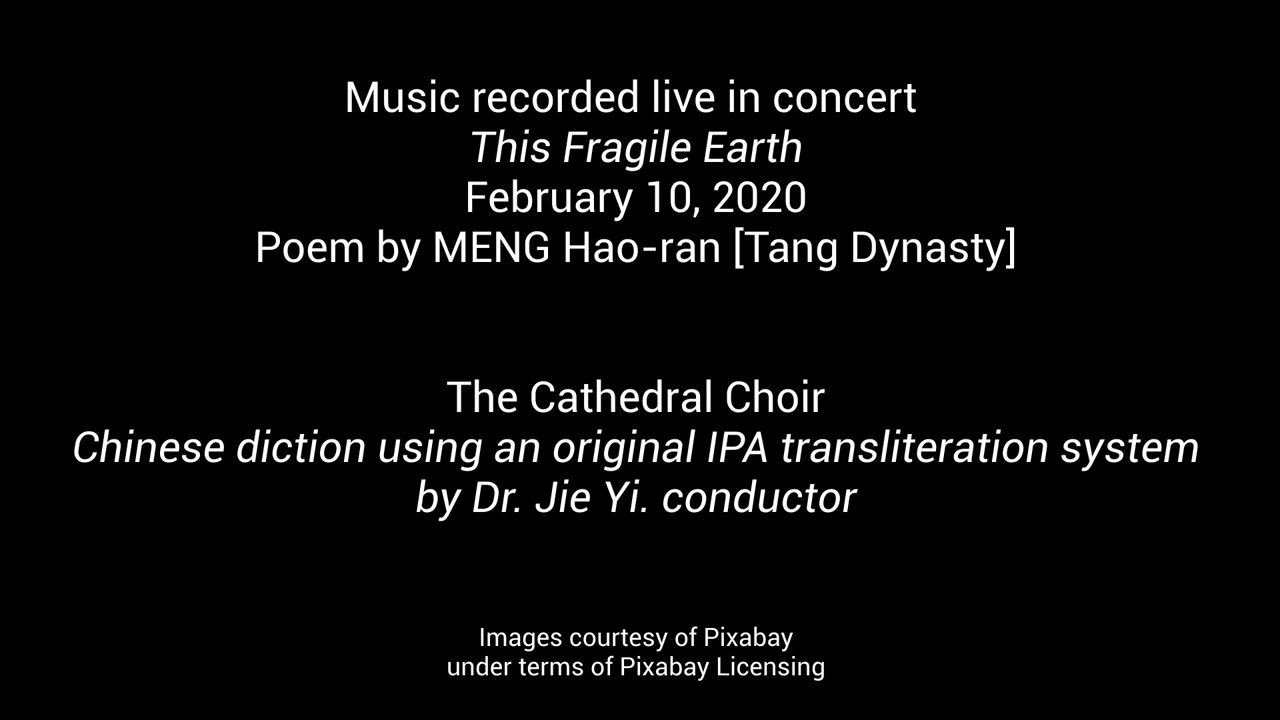 Music recorded live in concert
This Fragile Earth
February 10, 2020
Poem by MENG Hao-ran [Tang Dynasty]
The Cathedral Choir
Chinese diction using an original IPA transliteration system
by Dr. Jie Yi. conductor
Images courtesy of Pixabay
under terms of Pixabay Licensing